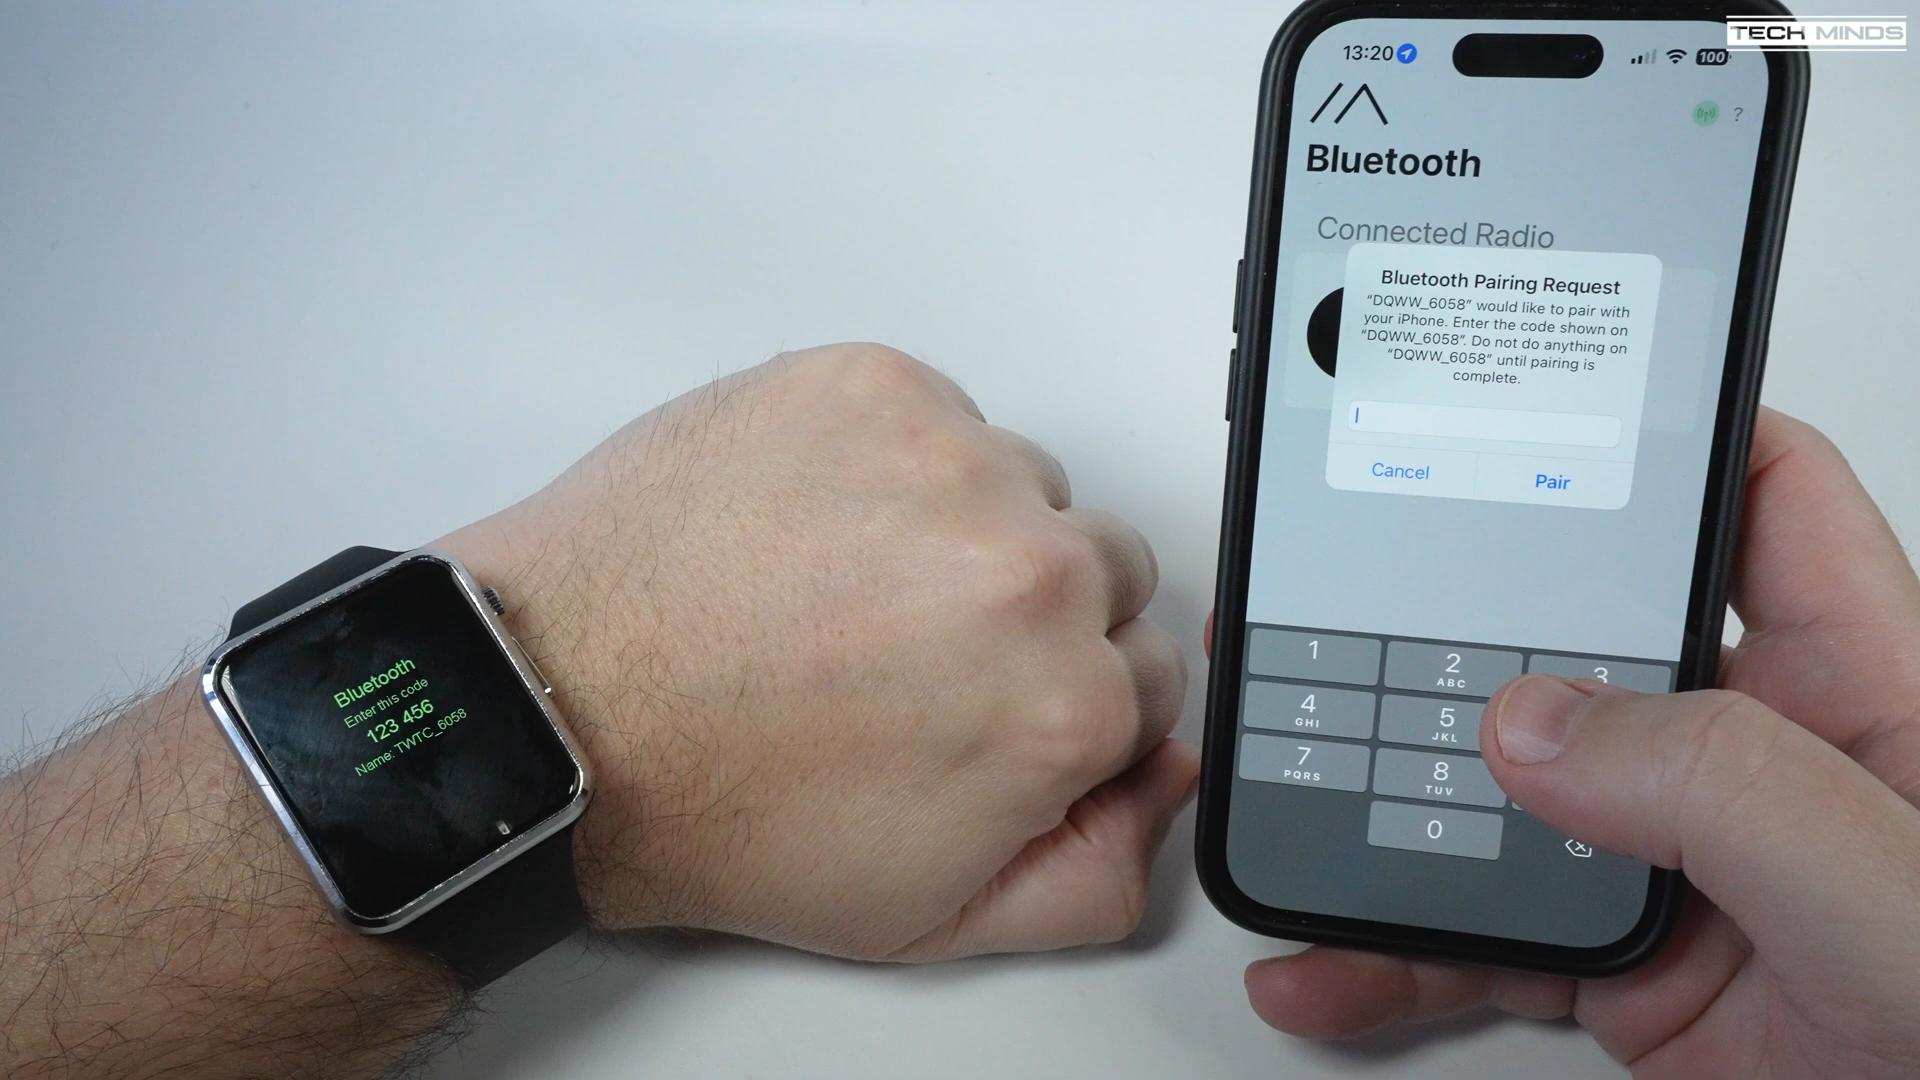 TECH MINDS
13:20
100
?
Bluetooth
Connected Radio
Bluetooth Pairing Request
“DQWW_6058” would like to pair with
your iPhone. Enter the code shown on
“DQWW_6058”. Do not do anything on
“DQWW_6058” until pairing is
complete.
Cancel
Pair
1
2
ABC
3
4
GHI
5
JKL
7
PQRS
8
TUV
0
Bluetooth
Enter this code
123 456
Name: TWTC_6058